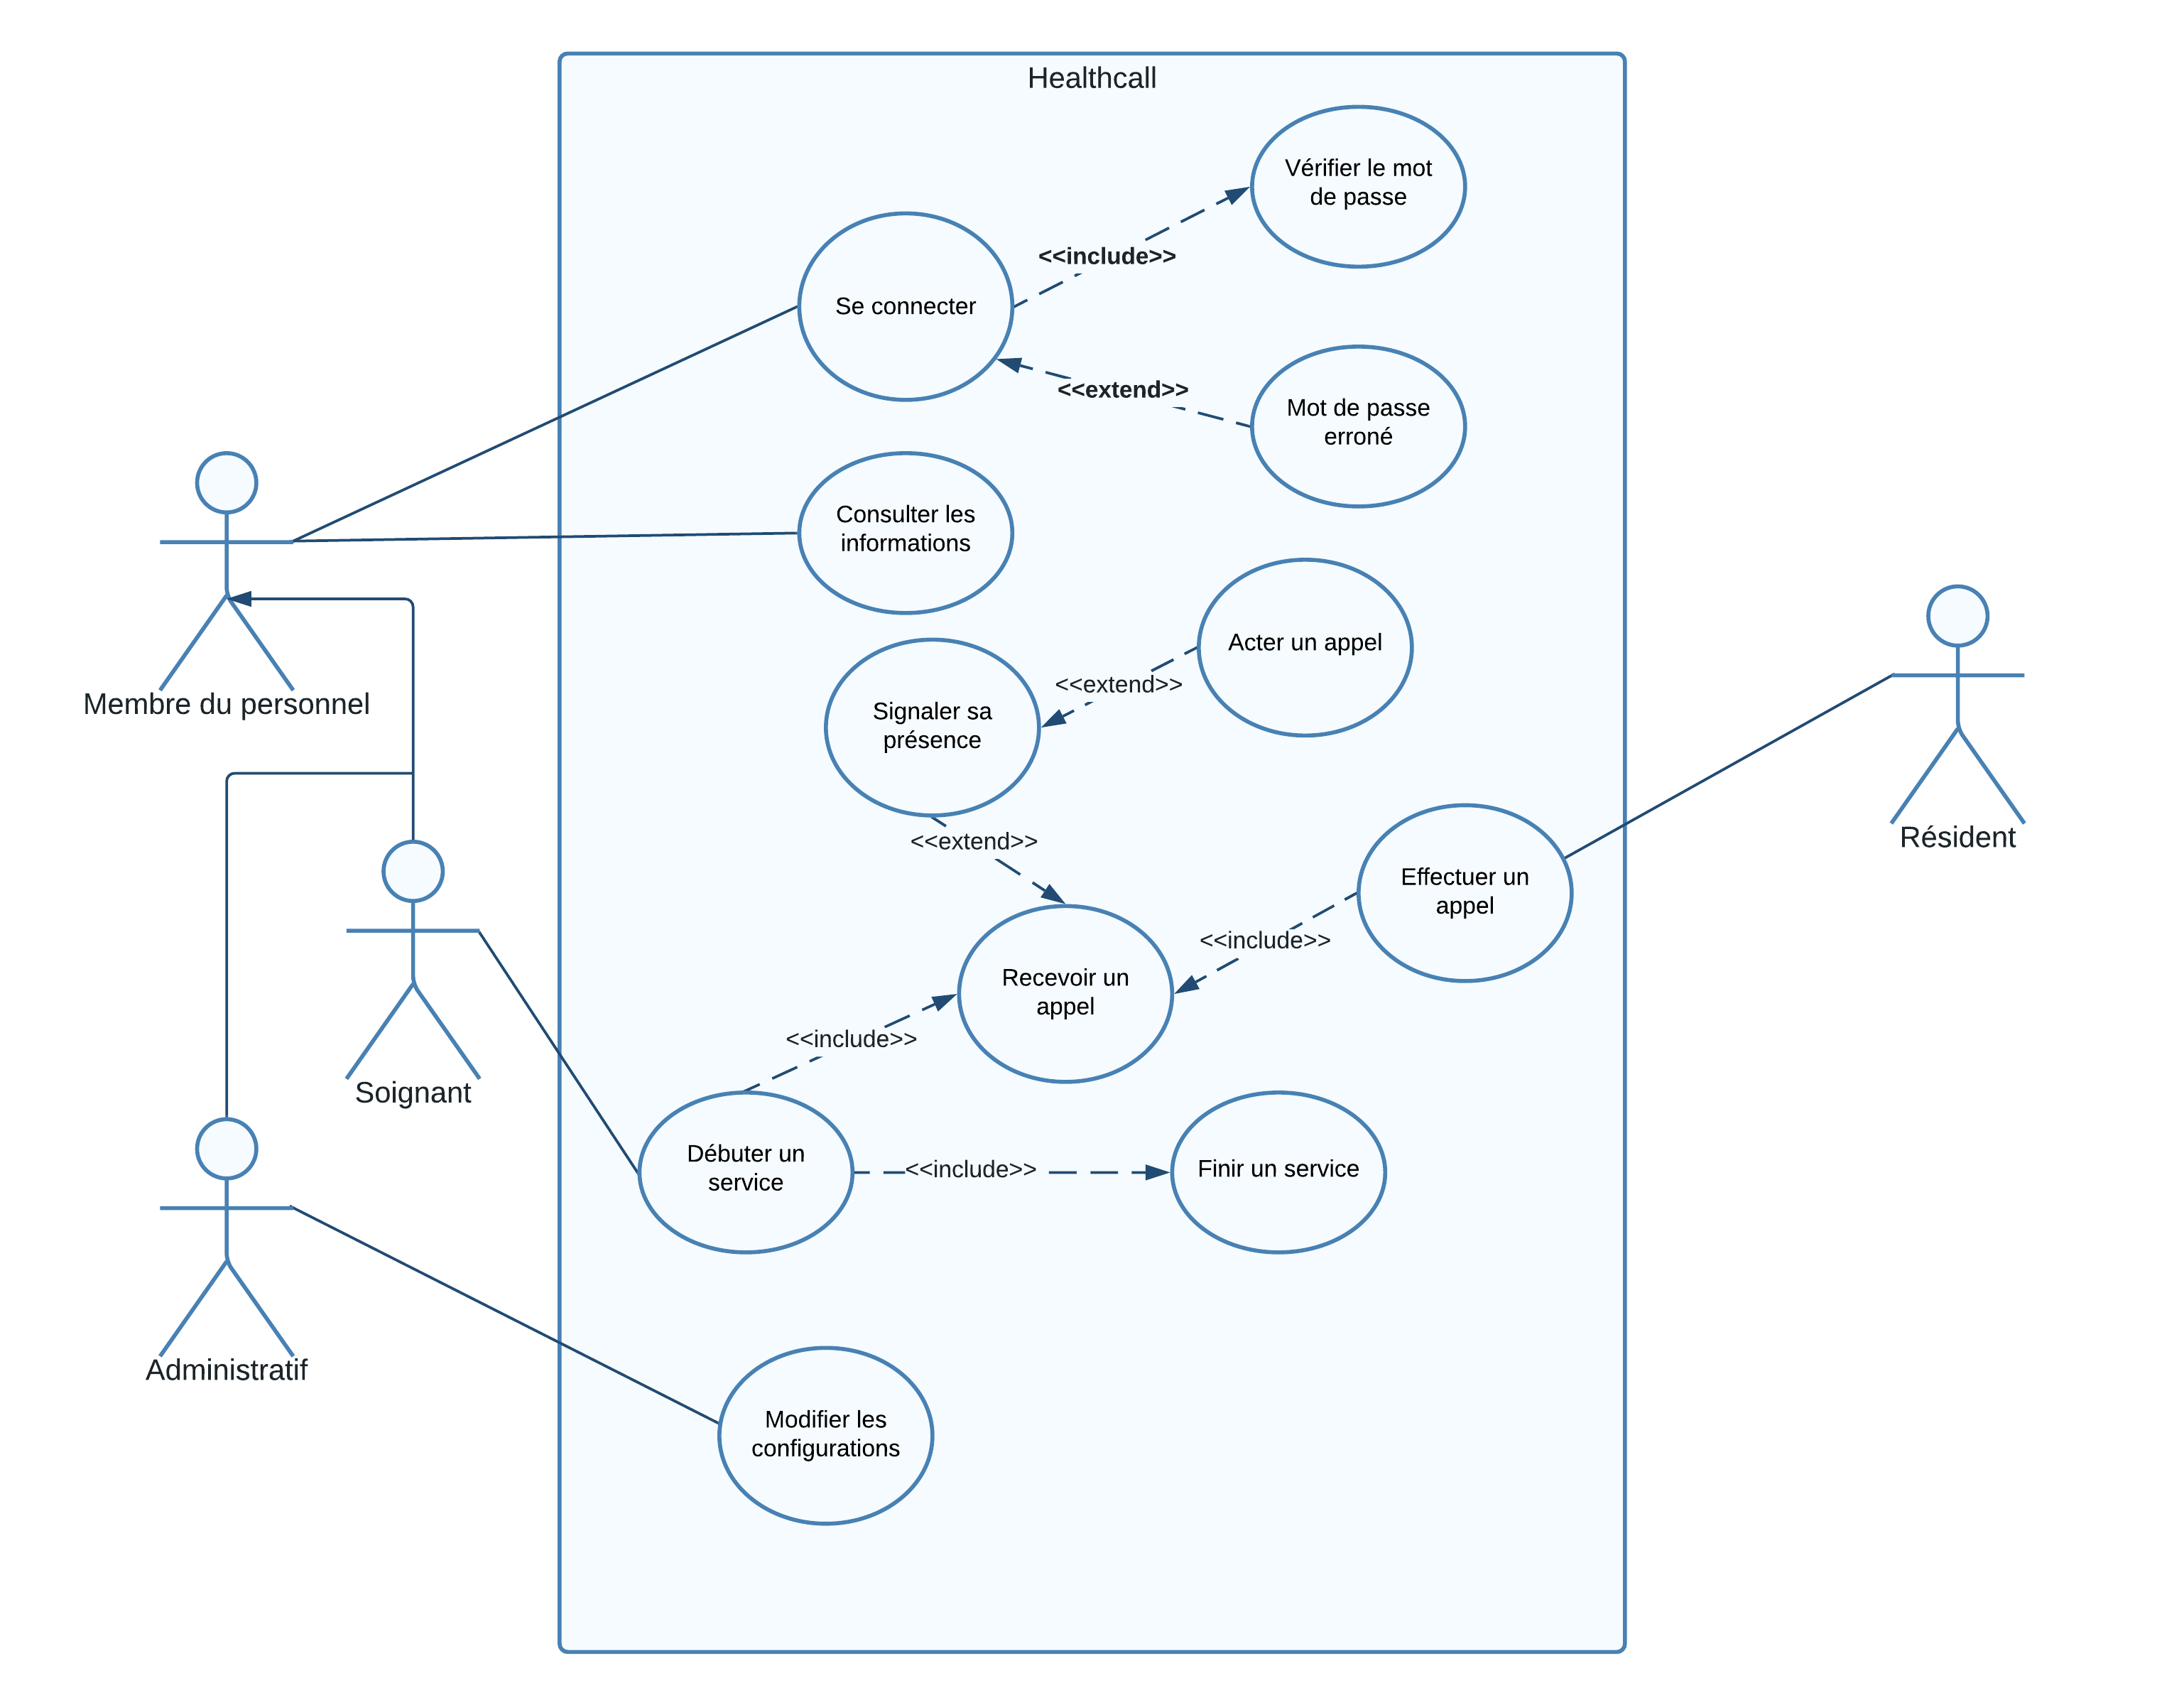 Healthcall
Vérifier le mot
de passe
<<include>>
Se connecter
<<extend>>
Mot de passe
erroné
Consulter les
informations
Acter un appel
<<extend>>
Signaler sa
présence
Membre du personnel
<<extend>>
Résident
Effectuer un
appel
<<include>>
Recevoir un
appel
<<include>>
Soignant
Débuter un
service
<<include>>
Finir un service
Administratif
Modifier les
configurations